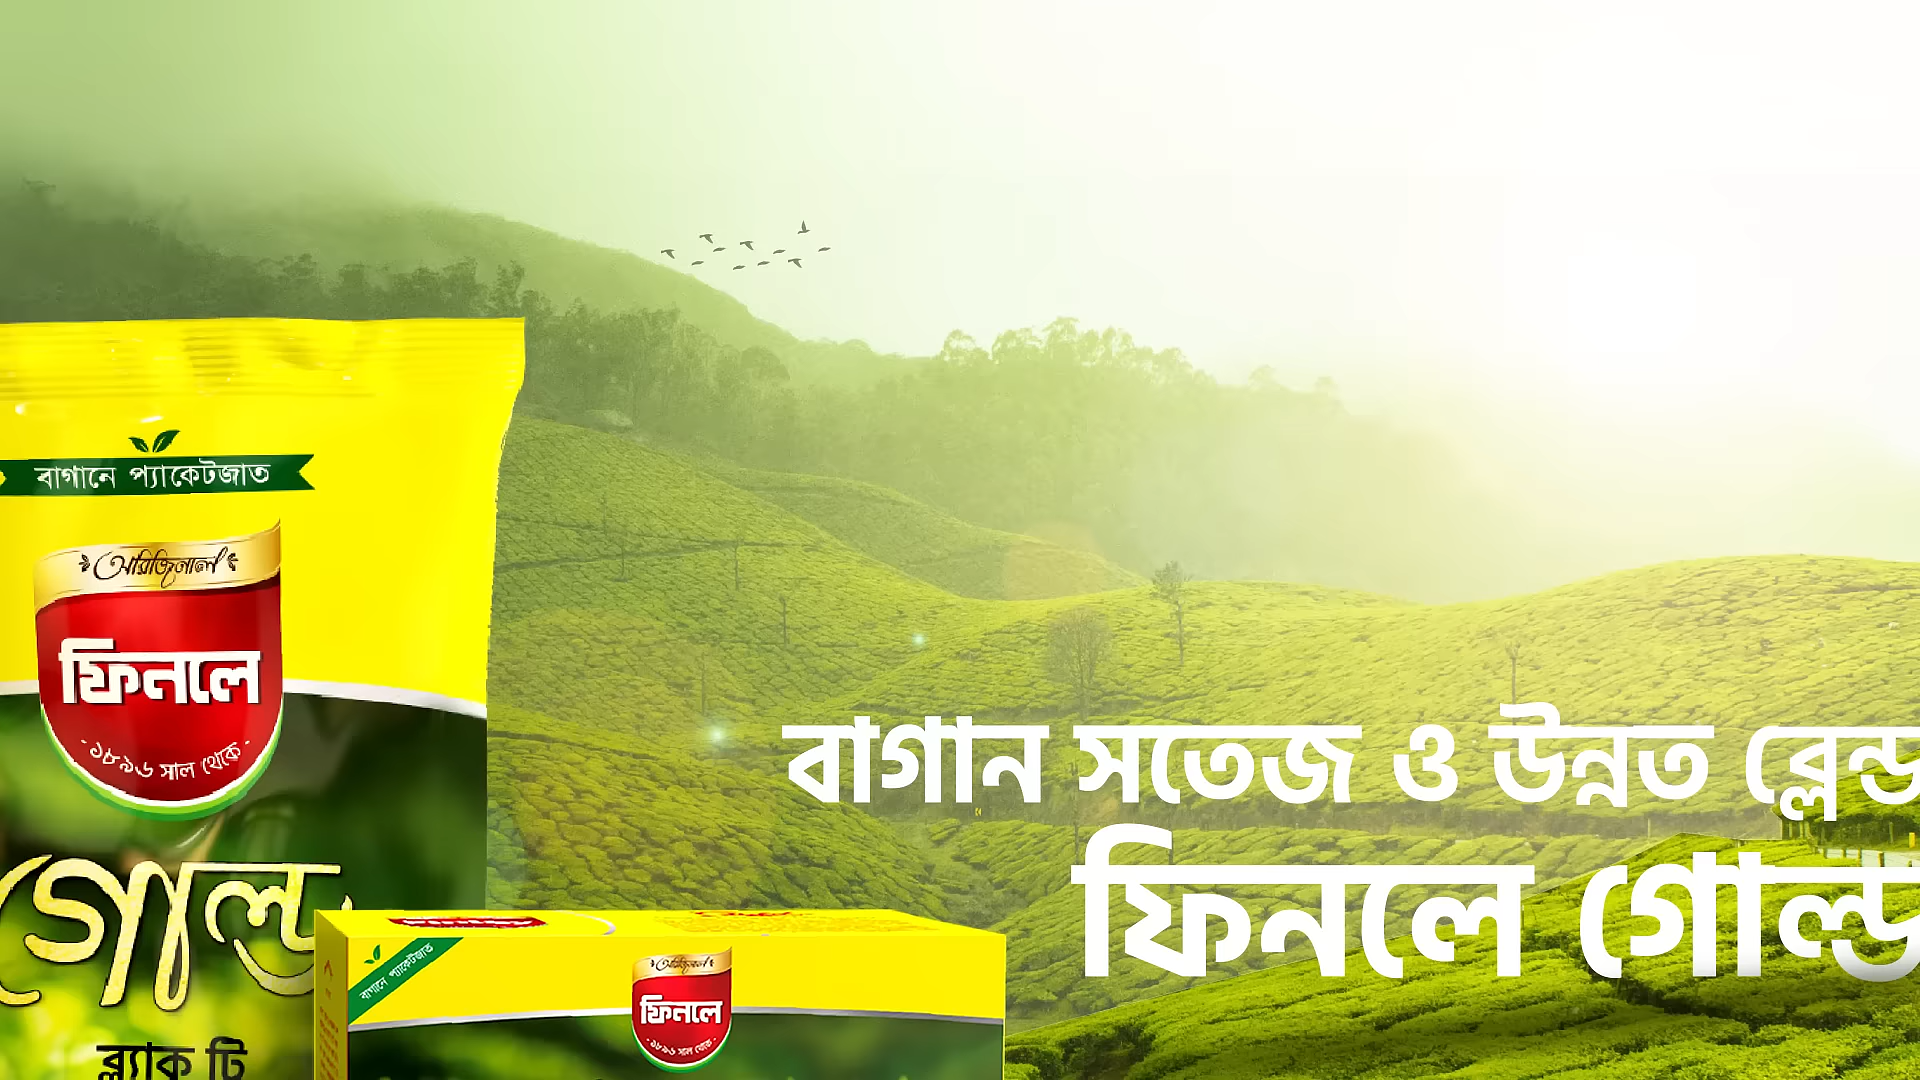 বাগানে প্যাকেটজাত
অরিজিনাল
ফিনলে
১৮৯৬ সাল থেকে
গোল্ড
ব্ল্যাক টি
বাগানে প্যাকেটজাত
অরিজিনাল
ফিনলে
১৮৯৬ সাল থেকে
বাগান সতেজ ও উন্নত ব্লেন্ড
ফিনলে গোল্ড